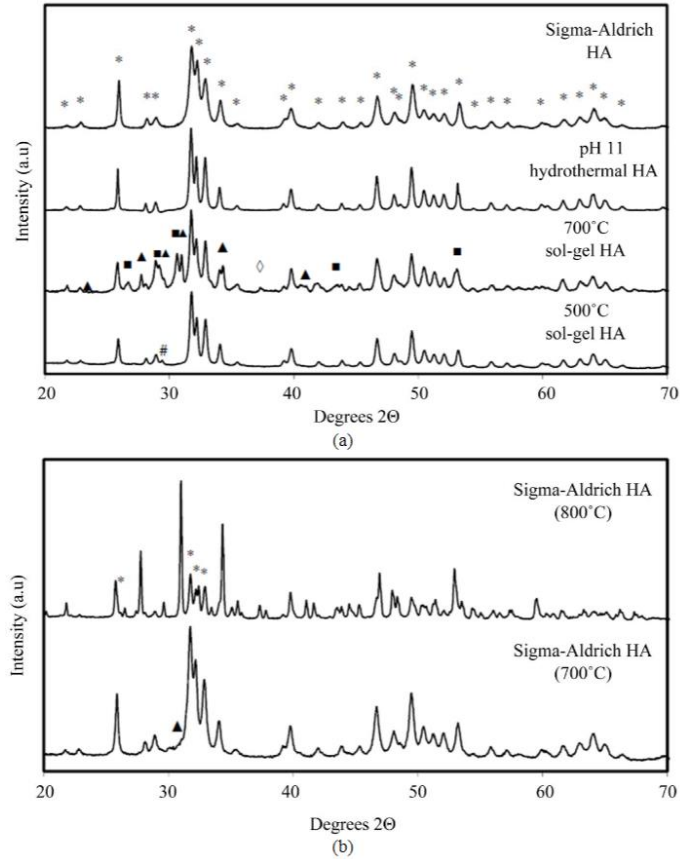 Sigma-Aldrich
HA
pH 11
hydrothermal HA
700˚C
sol-gel HA
500˚C
sol-gel HA
#
Intensity (a.u)
20 30 40 50 60 70
Degrees 2Θ
(a)
Sigma-Aldrich HA
(800˚C)
Sigma-Aldrich HA
(700˚C)
Intensity (a.u)
20 30 40 50 60 70
Degrees 2Θ
(b)